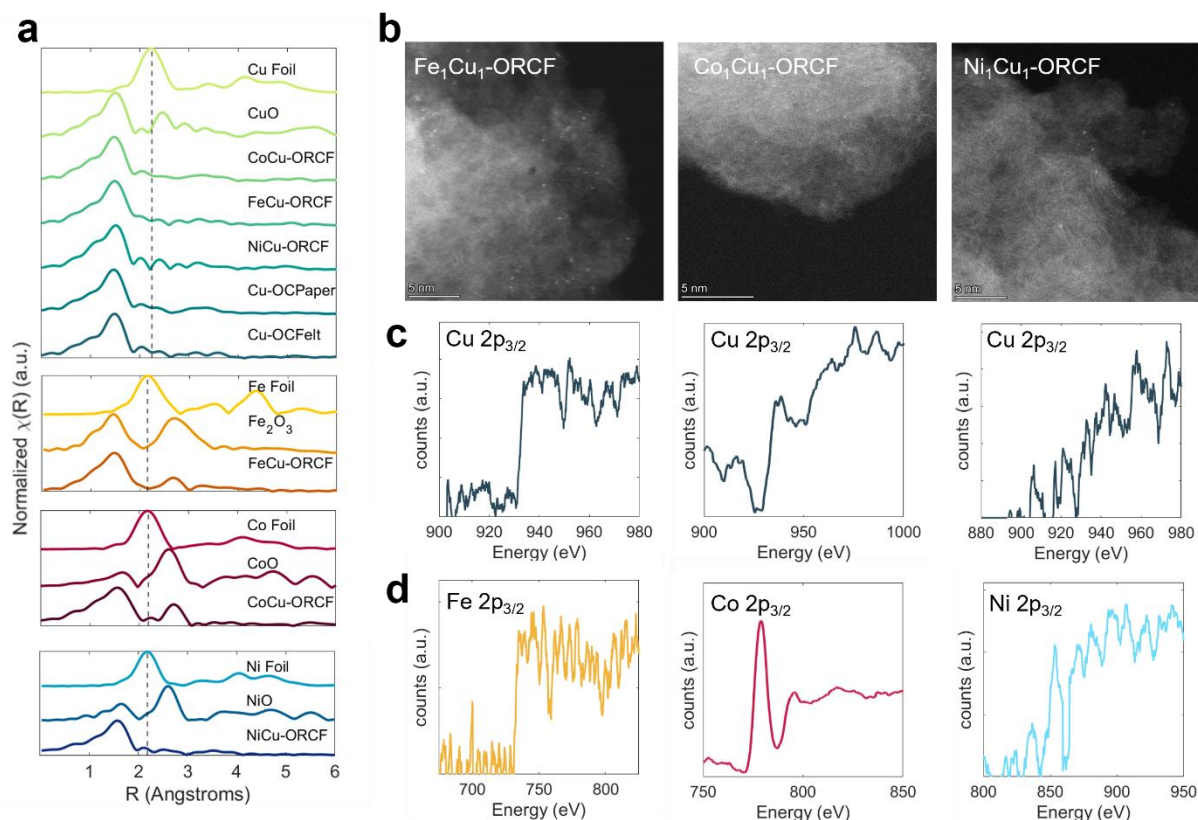 a
Cu Foil
CuO
CoCu-ORCF
FeCu-ORCF
NiCu-ORCF
Cu-OCPaper
Cu-OCFelt
Fe Foil
Fe₂O₃
FeCu-ORCF
Co Foil
CoO
CoCu-ORCF
Ni Foil
NiO
NiCu-ORCF
Normalized χ(R) (a.u.)
1 2 3 4 5 6
R (Angstroms)
b
Fe₁Cu₁-ORCF
5 nm
Co₁Cu₁-ORCF
5 nm
Ni₁Cu₁-ORCF
5 nm
c
Cu 2p₃/₂
counts (a.u.)
900 920 940 960 980
Energy (eV)
Cu 2p₃/₂
counts (a.u.)
900 950 1000
Energy (eV)
Cu 2p₃/₂
counts (a.u.)
880 900 920 940 960 980
Energy (eV)
d
Fe 2p₃/₂
counts (a.u.)
700 750 800
Energy (eV)
Co 2p₃/₂
counts (a.u.)
750 800 850
Energy (eV)
Ni 2p₃/₂
counts (a.u.)
800 850 900 950
Energy (eV)